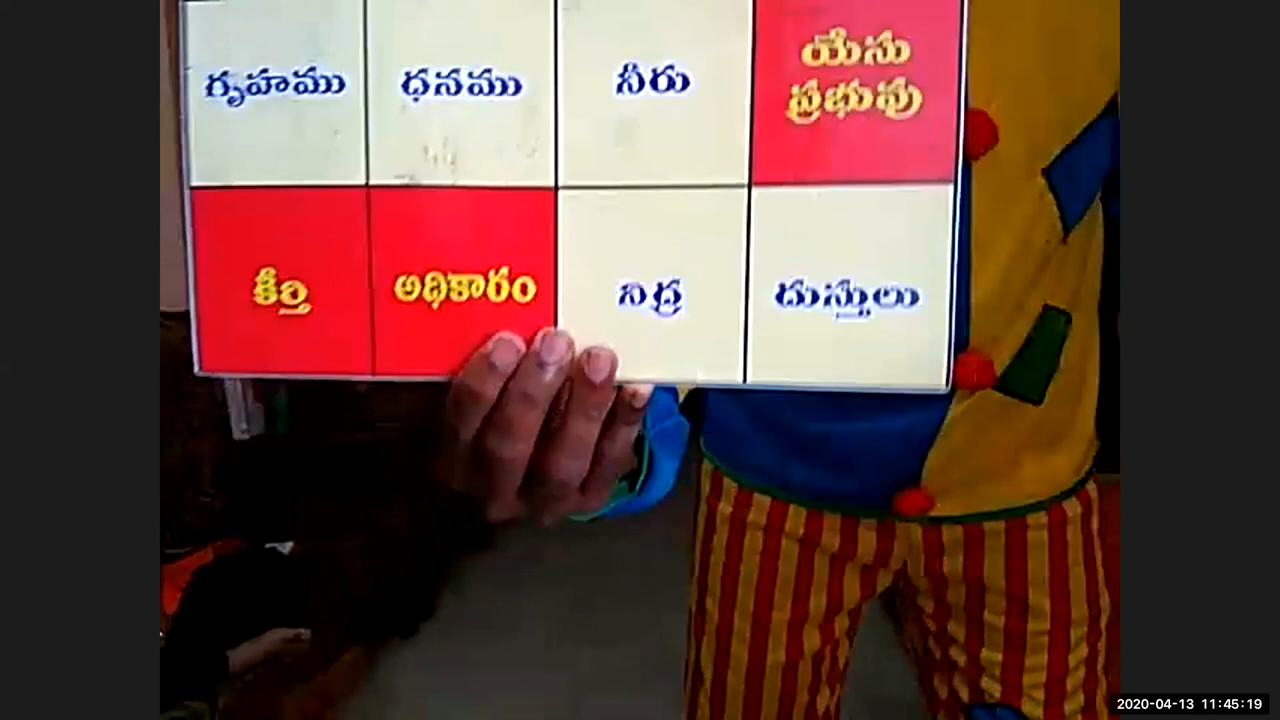 గృహము
ధనము
నీరు
యేసు
ప్రభువు
కీర్తి
అధికారం
నిద్ర
దుస్తులు
2020-04-13 11:45:19